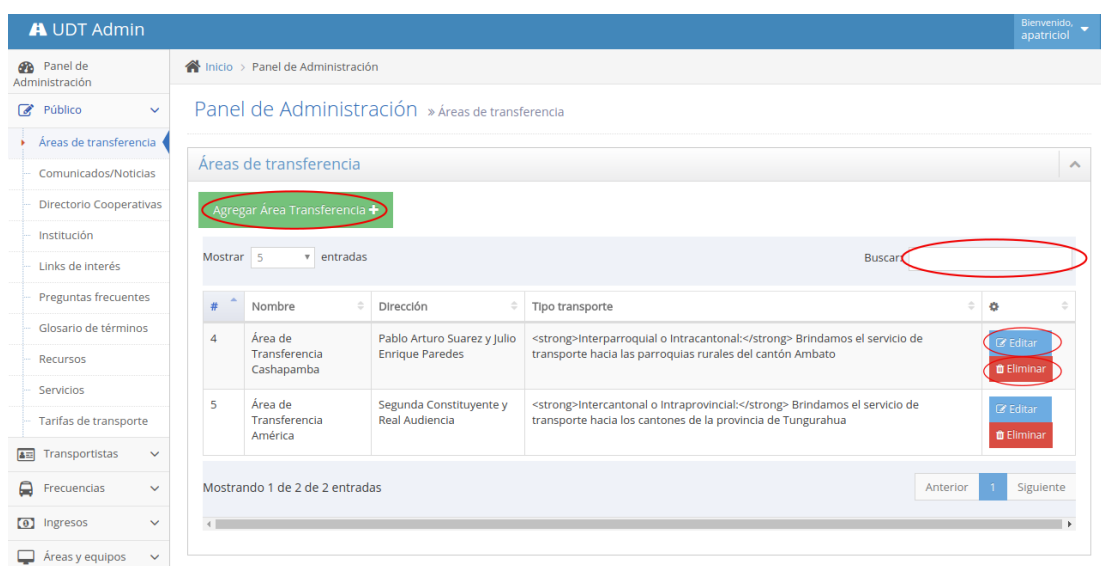 UDT Admin
Bienvenido,
apatriciol
Panel de
Administración
Público
Áreas de transferencia
Comunicados/Noticias
Directorio Cooperativas
Institución
Links de interés
Preguntas frecuentes
Glosario de términos
Recursos
Servicios
Tarifas de transporte
Transportistas
Frecuencias
Ingresos
Áreas y equipos
Inicio > Panel de Administración
Panel de Administración » Áreas de transferencia
Áreas de transferencia
Agregar Área Transferencia +
Mostrar 5 entradas
Buscar:
# Nombre Dirección Tipo transporte
4 Área de Pablo Arturo Suarez y Julio <strong>Interparroquial o Intracantonal:</strong> Brindamos el servicio de Editar
Transferencia Enrique Paredes transporte hacia las parroquias rurales del cantón Ambato
Cashapamba Eliminar
5 Área de Segunda Constituyente y <strong>Intercantonal o Intraprovincial:</strong> Brindamos el servicio de Editar
Transferencia Real Audiencia transporte hacia los cantones de la provincia de Tungurahua
América Eliminar
Mostrando 1 de 2 de 2 entradas
Anterior 1 Siguiente